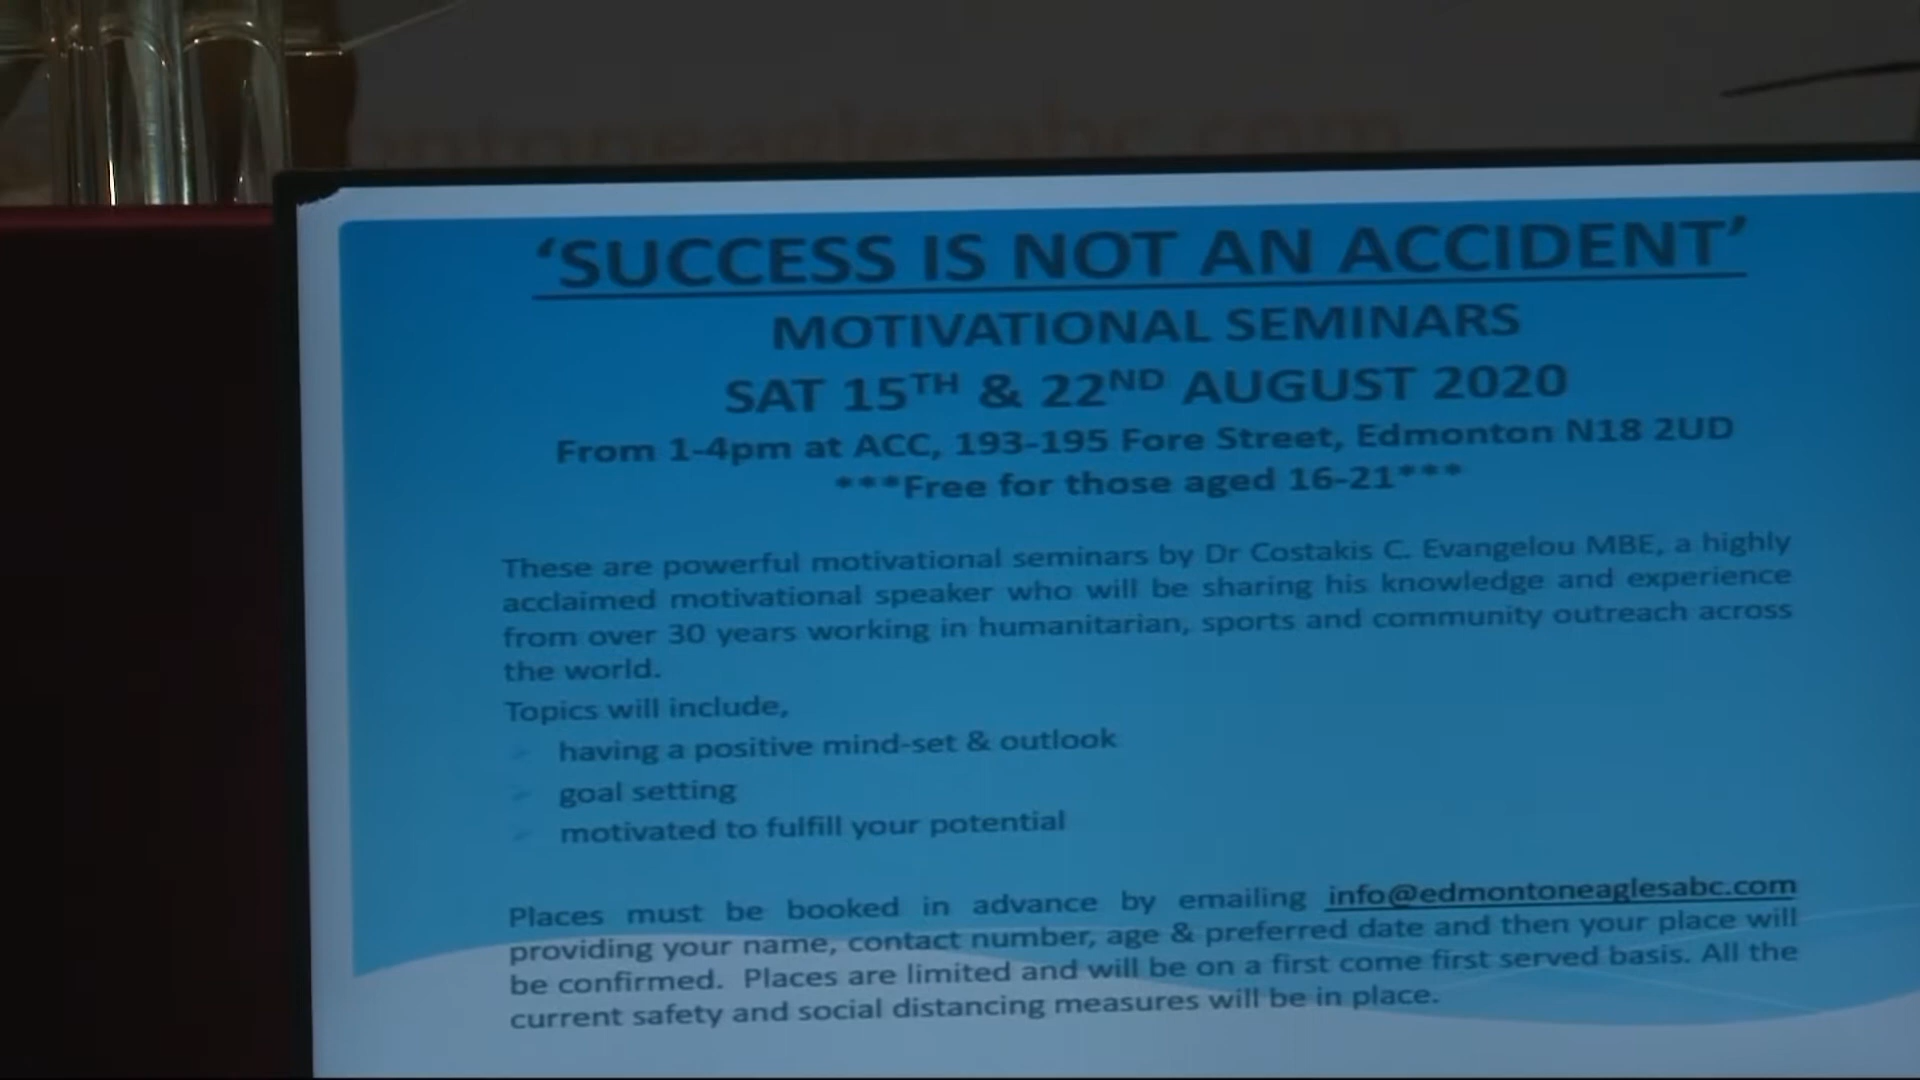 ontoneaglesabc.com
‘SUCCESS IS NOT AN ACCIDENT’
MOTIVATIONAL SEMINARS
SAT 15TH & 22ND AUGUST 2020
From 1-4pm at ACC, 193-195 Fore Street, Edmonton N18 2UD
***Free for those aged 16-21***
These are powerful motivational seminars by Dr Costakis C. Evangelou MBE, a highly
acclaimed motivational speaker who will be sharing his knowledge and experience
from over 30 years working in humanitarian, sports and community outreach across
the world.
Topics will include,
having a positive mind-set & outlook
goal setting
motivated to fulfill your potential
Places must be booked in advance by emailing info@edmontoneaglesabc.com
providing your name, contact number, age & preferred date and then your place will
be confirmed. Places are limited and will be on a first come first served basis. All the
current safety and social distancing measures will be in place.